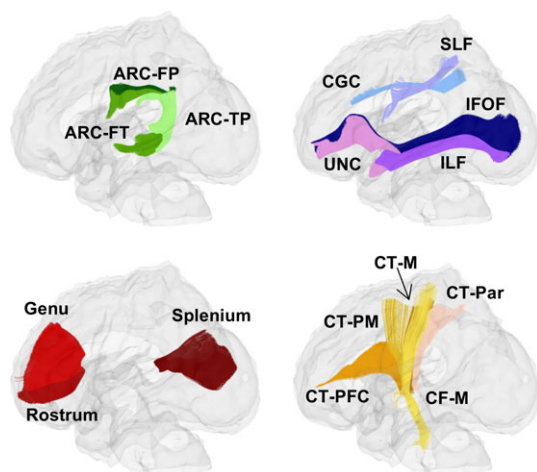 ARC-FP
ARC-FT
ARC-TP
SLF
CGC
IFOF
UNC
ILF
Genu
Splenium
Rostrum
CT-M
CT-Par
CT-PM
CT-PFC
CF-M